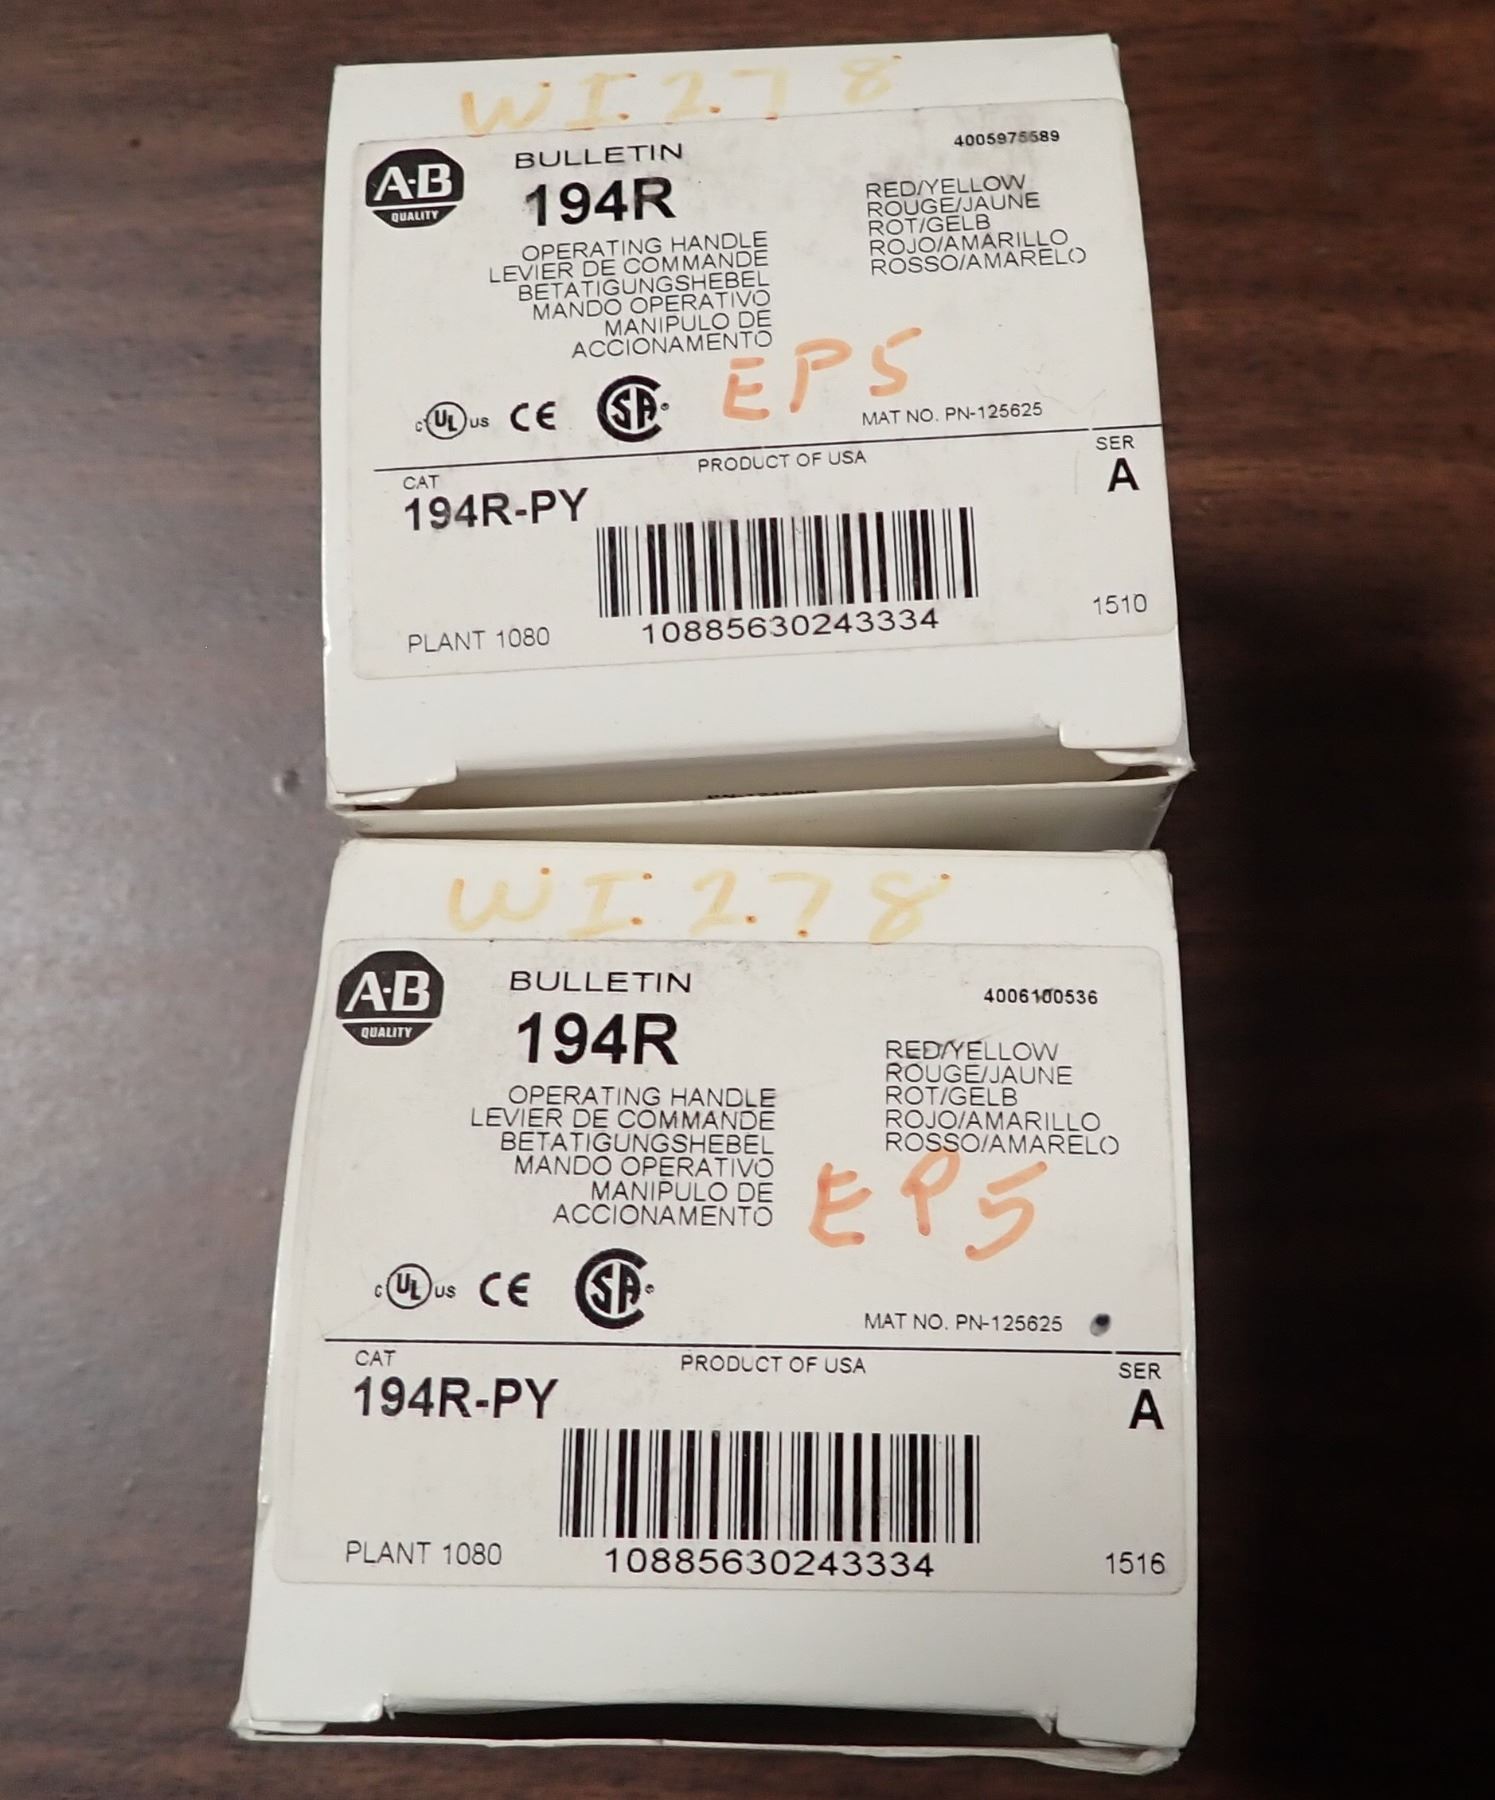 WI.278
A-B
QUALITY
BULLETIN
194R
4005975589
OPERATING HANDLE
LEVIER DE COMMANDE
BETATIGUNGSHEBEL
MANDO OPERATIVO
MANIPULO DE
ACCIONAMENTO
RED/YELLOW
ROUGE/JAUNE
ROT/GELB
ROJO/AMARILLO
ROSSO/AMARELO
EP5
C UL US CE SA
MAT NO. PN-125625
CAT
194R-PY
PRODUCT OF USA
SER
A
10885630243334
PLANT 1080
1510
WI.278
A-B
QUALITY
BULLETIN
194R
4006100536
OPERATING HANDLE
LEVIER DE COMMANDE
BETATIGUNGSHEBEL
MANDO OPERATIVO
MANIPULO DE
ACCIONAMENTO
RED/YELLOW
ROUGE/JAUNE
ROT/GELB
ROJO/AMARILLO
ROSSO/AMARELO
EP5
C UL US CE SA
MAT NO. PN-125625
CAT
194R-PY
PRODUCT OF USA
SER
A
10885630243334
PLANT 1080
1516